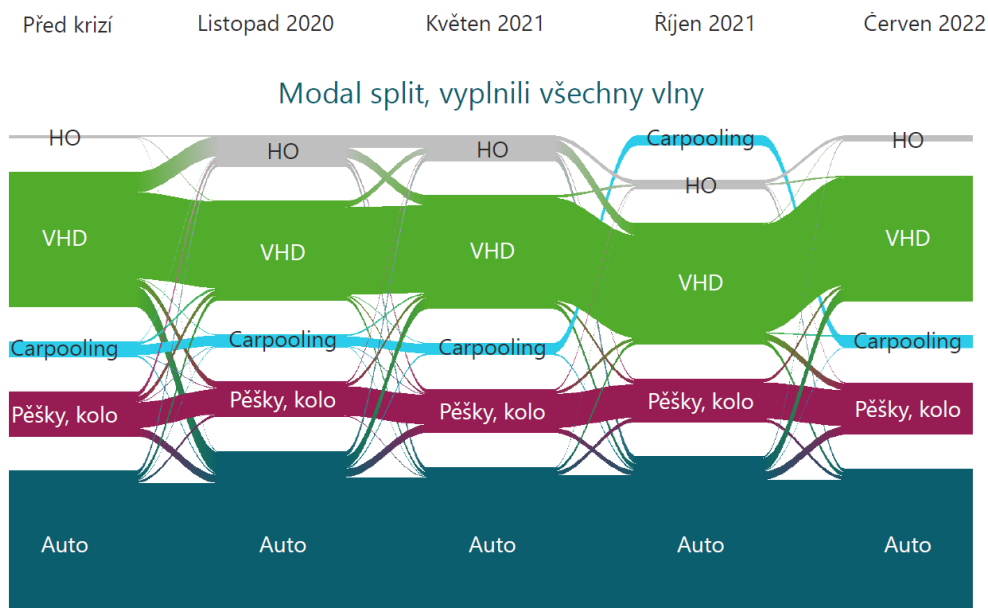 Před krizí Listopad 2020 Květen 2021 Říjen 2021 Červen 2022
Modal split, vyplnili všechny vlny
HO HO HO Carpooling HO
HO
VHD VHD VHD VHD VHD
Carpooling Carpooling Carpooling Carpooling
Pěšky, kolo Pěšky, kolo Pěšky, kolo Pěšky, kolo Pěšky, kolo
Auto Auto Auto Auto Auto